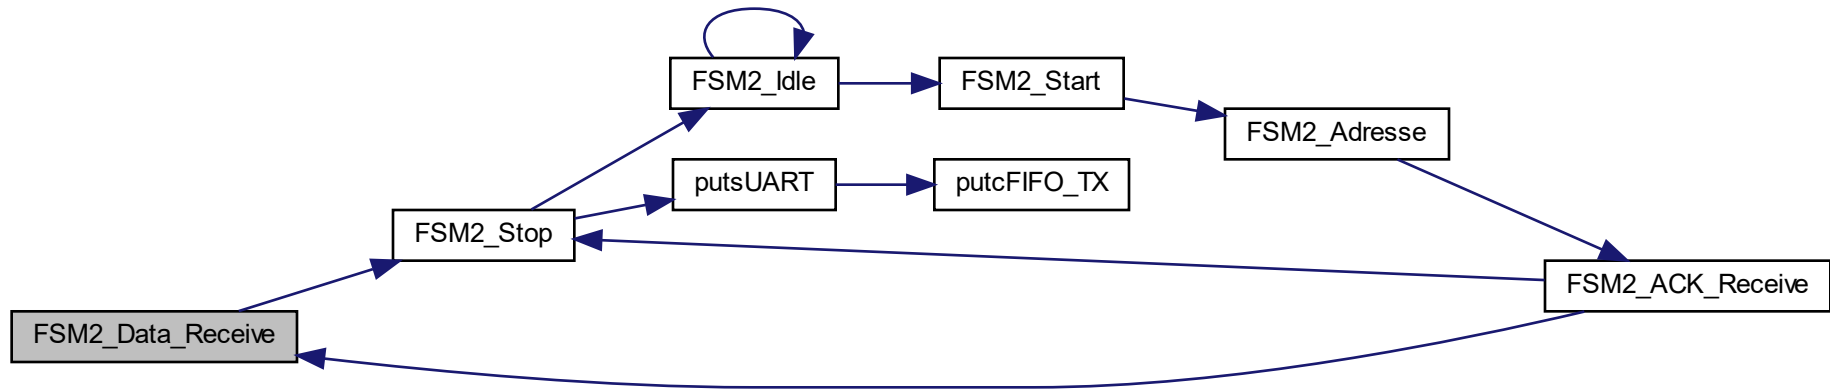 FSM2_Idle
FSM2_Start
FSM2_Adresse
putsUART
putcFIFO_TX
FSM2_Stop
FSM2_ACK_Receive
FSM2_Data_Receive